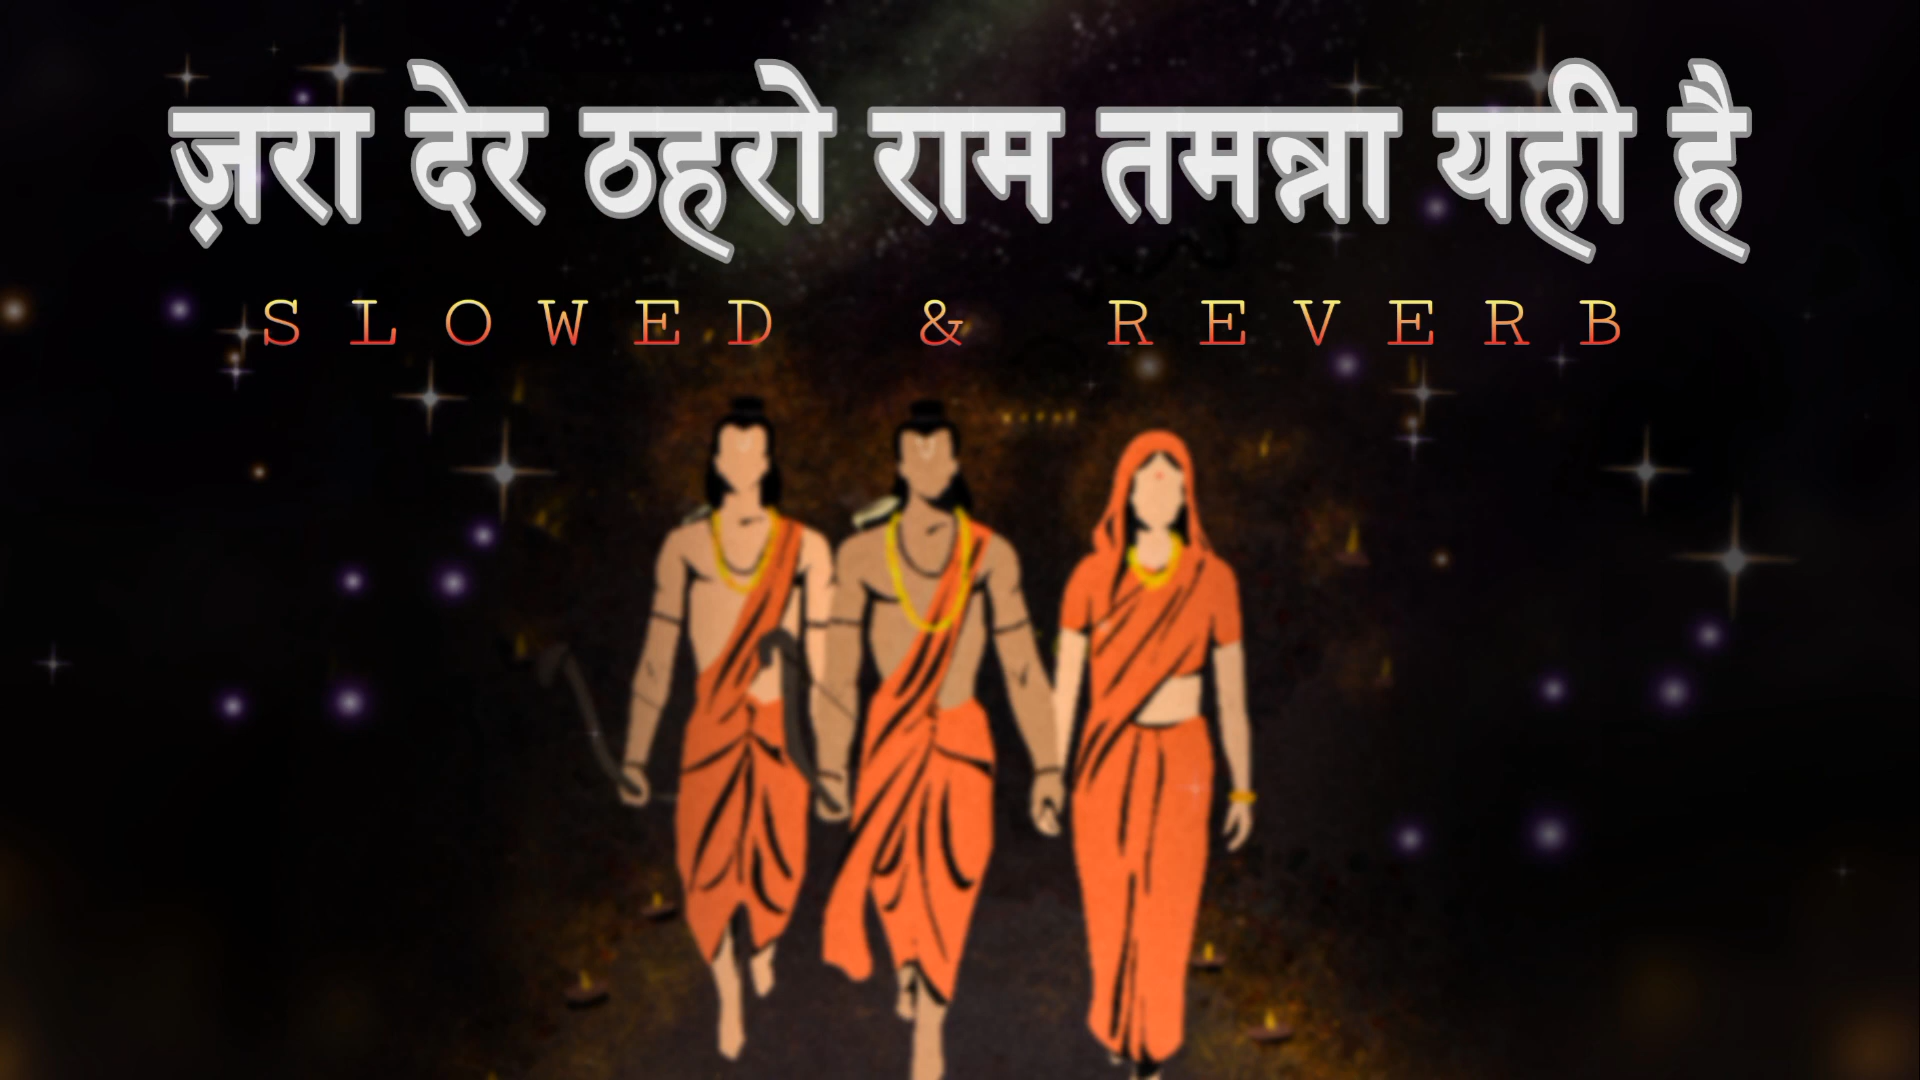 ज़रा देर ठहरो राम तमन्ना यही है
SLOWED & REVERB